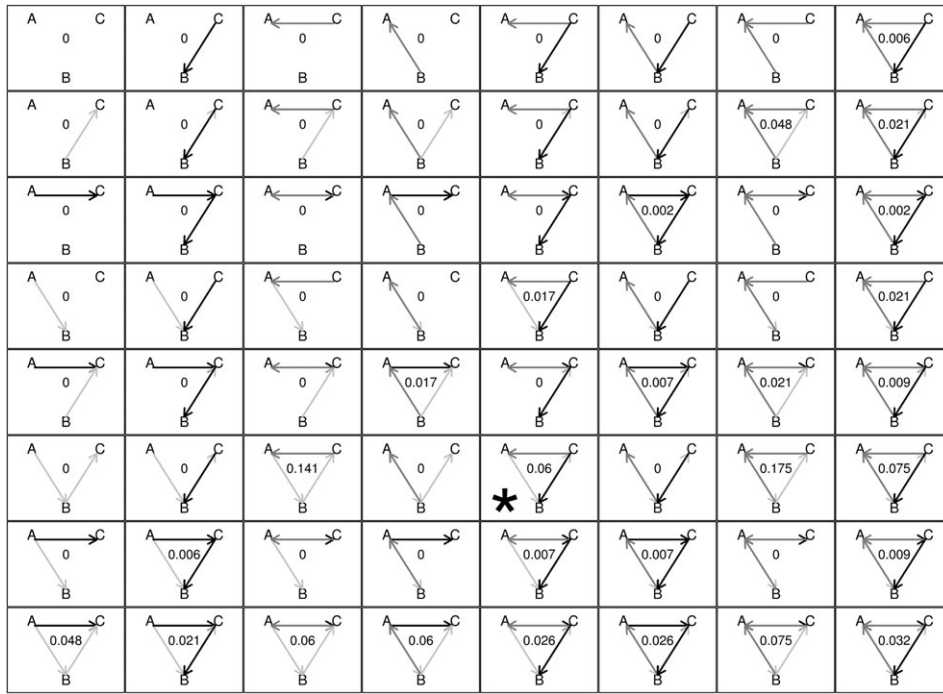 A C A C A C A C A C A C A C A C
0 0 0 0 0 0 0 0.006
B B B B B B B B
A C A C A C A C A C A C A C A C
0 0 0 0 0 0 0.048 0.021
B B B B B B B B
A C A C A C A C A C A C A C A C
0 0 0 0 0 0.002 0 0.002
B B B B B B B B
A C A C A C A C A C A C A C A C
0 0 0 0 0.017 0 0 0.021
B B B B B B B B
A C A C A C A C A C A C A C A C
0 0 0 0.017 0 0.007 0.021 0.009
B B B B B B B B
A C A C A C A C A C A C A C A C
0 0 0.141 0 0.06 0 0.175 0.075
B B B B * B B B B
A C A C A C A C A C A C A C A C
0 0.006 0 0 0.007 0.007 0 0.009
B B B B B B B B
A C A C A C A C A C A C A C A C
0.048 0.021 0.06 0.06 0.026 0.026 0.075 0.032
B B B B B B B B